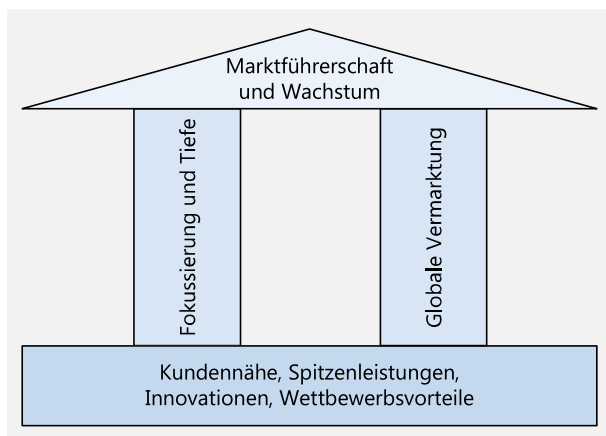 Marktführerschaft
und Wachstum
Fokussierung und Tiefe
Globale Vermarktung
Kundennähe, Spitzenleistungen,
Innovationen, Wettbewerbsvorteile